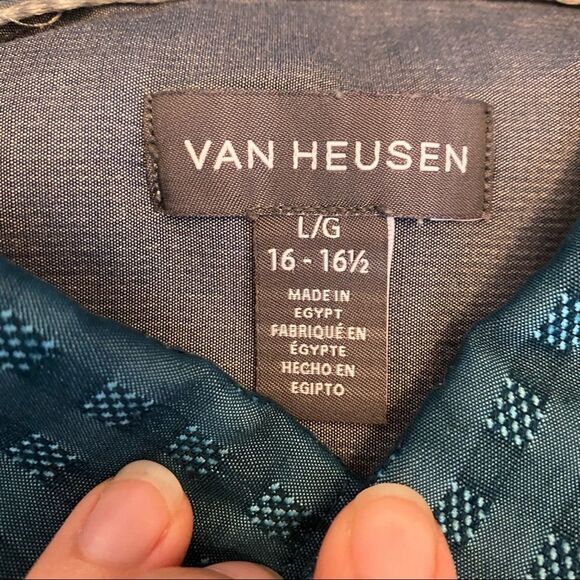 VAN HEUSEN
L/G
16 - 16½
MADE IN
EGYPT
FABRIQUÉ EN
ÉGYPTE
HECHO EN
EGIPTO